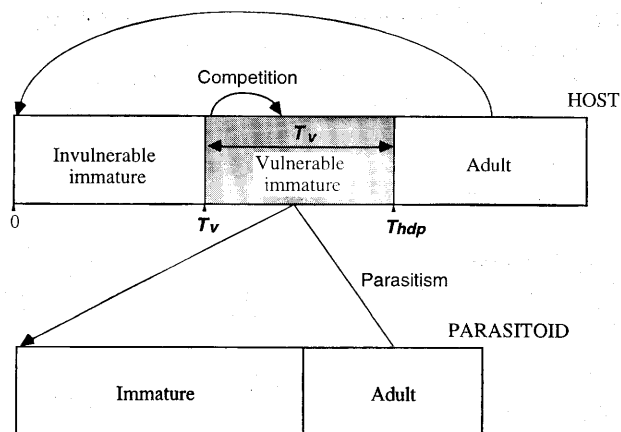 Competition
HOST
Tv
Invulnerable
immature
Vulnerable
immature
Adult
0
Tv
Thdp
Parasitism
PARASITOID
Immature
Adult